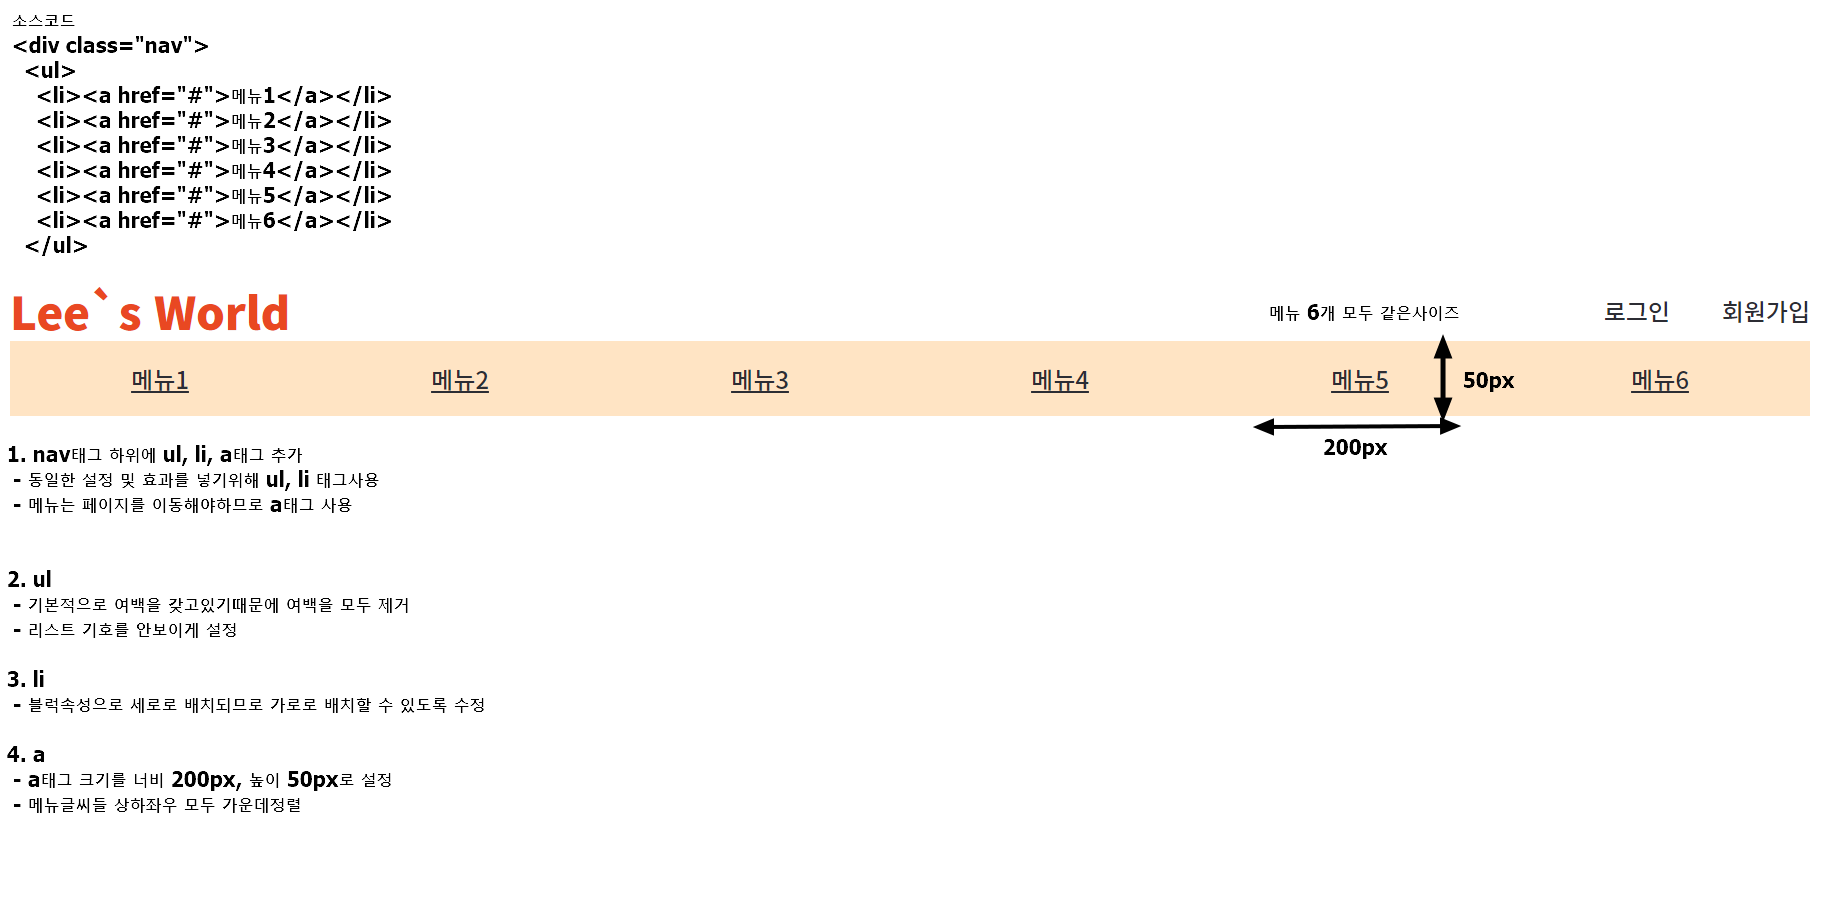 소스코드
<div class="nav">
<ul>
<li><a href="#">메뉴1</a></li>
<li><a href="#">메뉴2</a></li>
<li><a href="#">메뉴3</a></li>
<li><a href="#">메뉴4</a></li>
<li><a href="#">메뉴5</a></li>
<li><a href="#">메뉴6</a></li>
</ul>
Lee`s World
메뉴 6개 모두 같은사이즈
로그인 회원가입
메뉴1 메뉴2 메뉴3 메뉴4 메뉴5 50px 메뉴6
200px
1. nav태그 하위에 ul, li, a태그 추가
- 동일한 설정 및 효과를 넣기위해 ul, li 태그사용
- 메뉴는 페이지를 이동해야하므로 a태그 사용
2. ul
- 기본적으로 여백을 갖고있기때문에 여백을 모두 제거
- 리스트 기호를 안보이게 설정
3. li
- 블럭속성으로 세로로 배치되므로 가로로 배치할 수 있도록 수정
4. a
- a태그 크기를 너비 200px, 높이 50px로 설정
- 메뉴글씨들 상하좌우 모두 가운데정렬